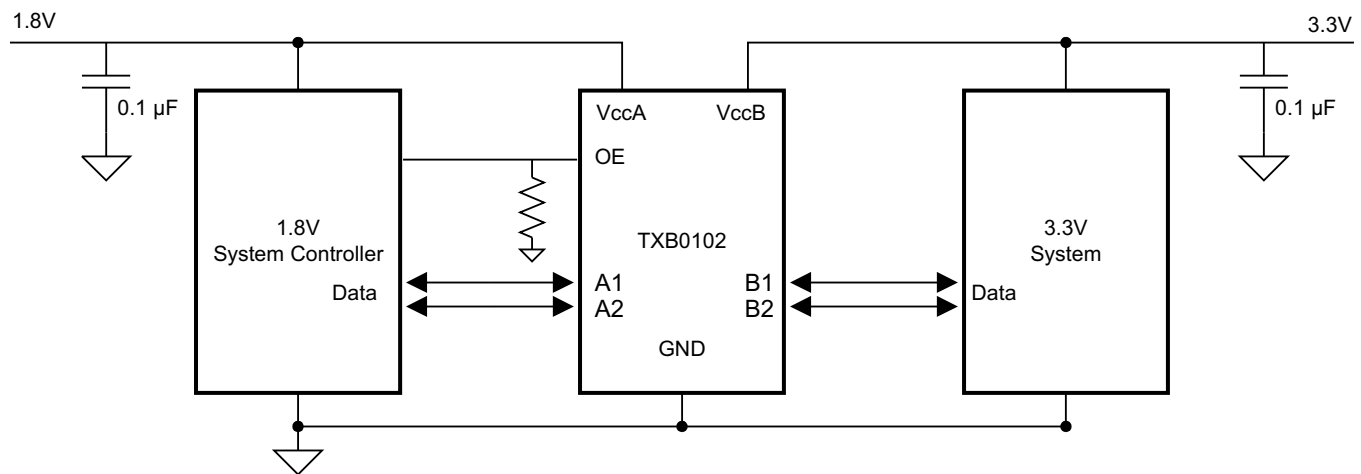 1.8V
3.3V
0.1 µF
0.1 µF
VccA
VccB
OE
1.8V
System Controller
Data
TXB0102
3.3V
System
A1
A2
B1
B2
Data
GND